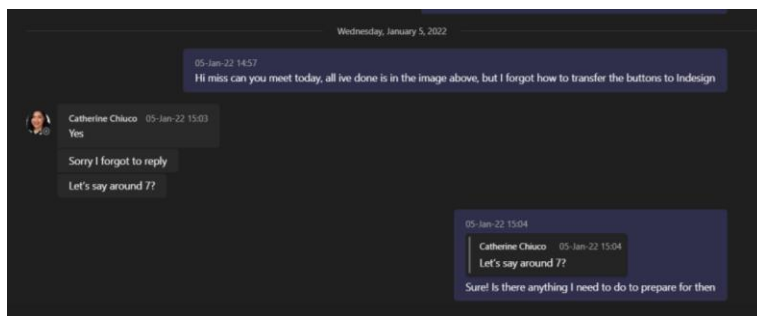 Wednesday, January 5, 2022
05-Jan-22 14:57
Hi miss can you meet today, all ive done is in the image above, but I forgot how to transfer the buttons to Indesign
Catherine Chiuco 05-Jan-22 15:03
Yes
Sorry I forgot to reply
Let's say around 7?
05-Jan-22 15:04
Catherine Chiuco 05-Jan-22 15:04
Let's say around 7?
Sure! Is there anything I need to do to prepare for then